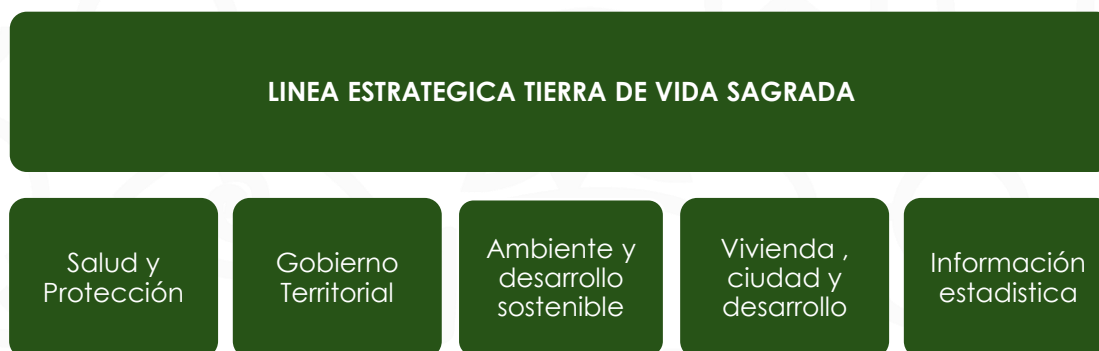 LINEA ESTRATEGICA TIERRA DE VIDA SAGRADA
Salud y
Protección
Gobierno
Territorial
Ambiente y
desarrollo
sostenible
Vivienda ,
ciudad y
desarrollo
Información
estadistica